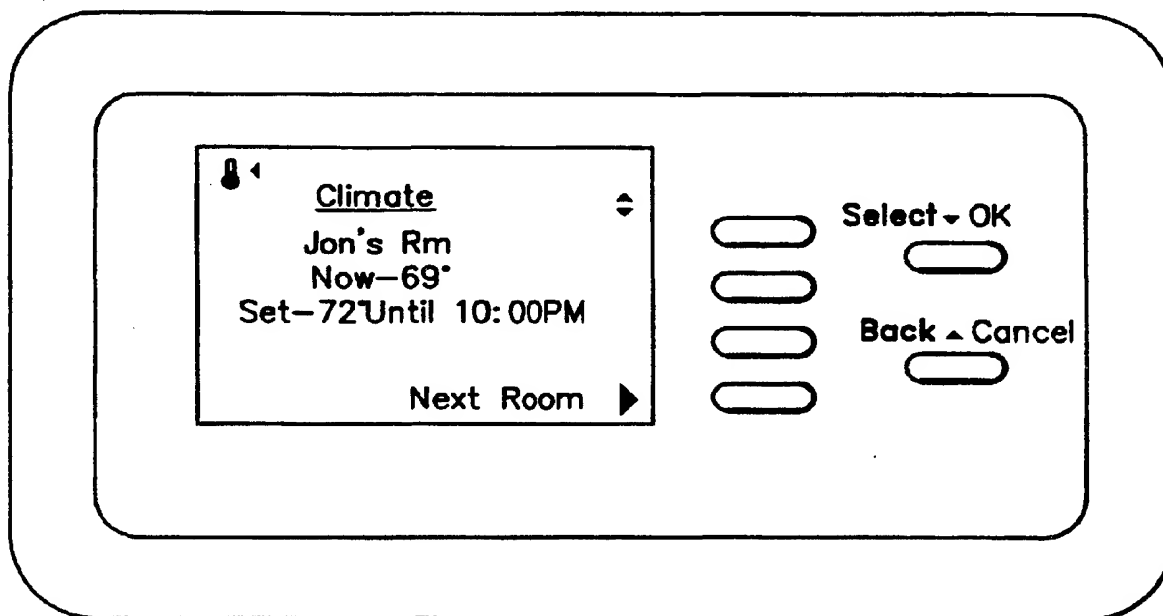 Climate
Jon's Rm
Now-69°
Set-72°Until 10:00PM
Next Room
Select OK
Back Cancel